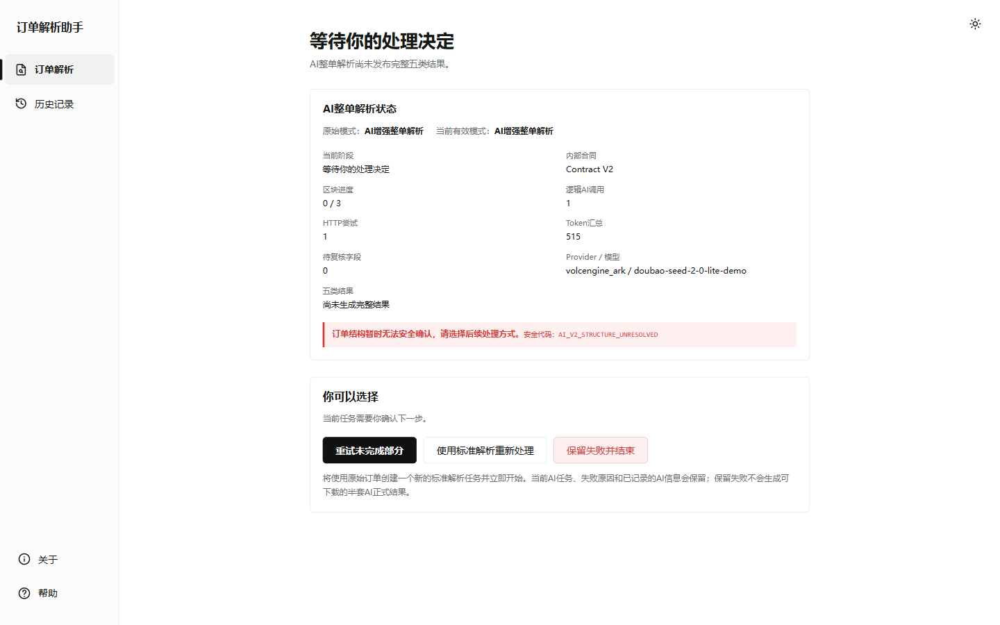 订单解析助手
订单解析
历史记录
等待你的处理决定
AI整单解析尚未发布完整五类结果。
AI整单解析状态
原始模式：AI增强整单解析 当前有效模式：AI增强整单解析
当前阶段
等待你的处理决定
内部合同
Contract V2
区块进度
0 / 3
逻辑AI调用
1
HTTP尝试
1
Token汇总
515
待复核字段
0
Provider / 模型
volcengine_ark / doubao-seed-2-0-lite-demo
五类结果
尚未生成完整结果
订单结构暂时无法安全确认，请选择后续处理方式。安全代码：AI_V2_STRUCTURE_UNRESOLVED
你可以选择
当前任务需要你确认下一步。
重试未完成部分
使用标准解析重新处理
保留失败并结束
将使用原始订单创建一个新的标准解析任务并立即开始。当前AI任务、失败原因和已记录的AI信息会保留；保留失败不会生成可
下载的半套AI正式结果。
关于
帮助